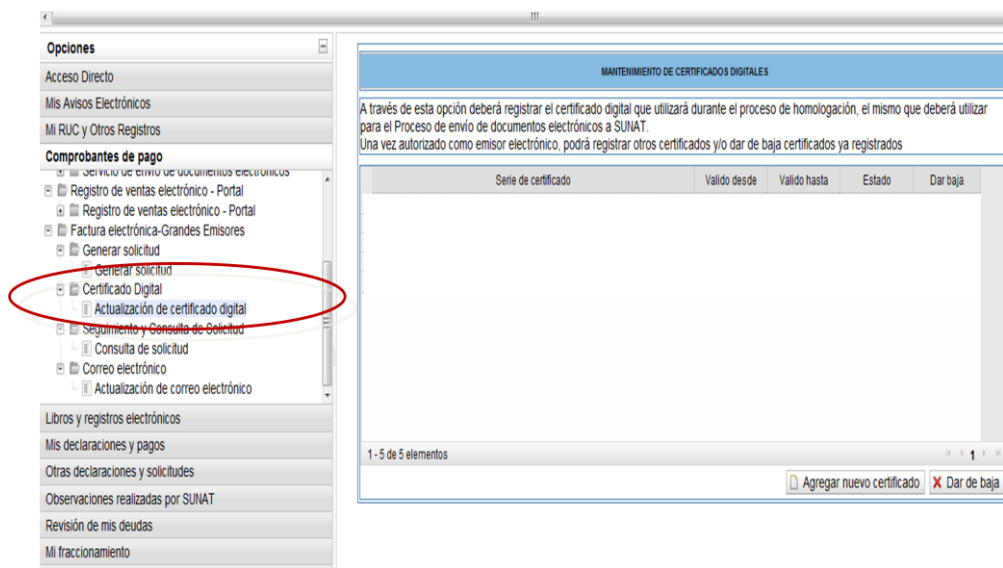 Opciones
Acceso Directo
Mis Avisos Electrónicos
Mi RUC y Otros Registros
Comprobantes de pago
Servicio de envío de documentos electrónicos
Registro de ventas electrónico - Portal
Registro de ventas electrónico - Portal
Factura electrónica-Grandes Emisores
Generar solicitud
Generar solicitud
Certificado Digital
Actualización de certificado digital
Seguimiento y Consulta de Solicitud
Consulta de solicitud
Correo electrónico
Actualización de correo electrónico
Libros y registros electrónicos
Mis declaraciones y pagos
Otras declaraciones y solicitudes
Observaciones realizadas por SUNAT
Revisión de mis deudas
Mi fraccionamiento
MANTENIMIENTO DE CERTIFICADOS DIGITALES
A través de esta opción deberá registrar el certificado digital que utilizará durante el proceso de homologación, el mismo que deberá utilizar
para el Proceso de envío de documentos electrónicos a SUNAT.
Una vez autorizado como emisor electrónico, podrá registrar otros certificados y/o dar de baja certificados ya registrados
Serie de certificado Valido desde Valido hasta Estado Dar baja
1 - 5 de 5 elementos 1
Agregar nuevo certificado Dar de baja